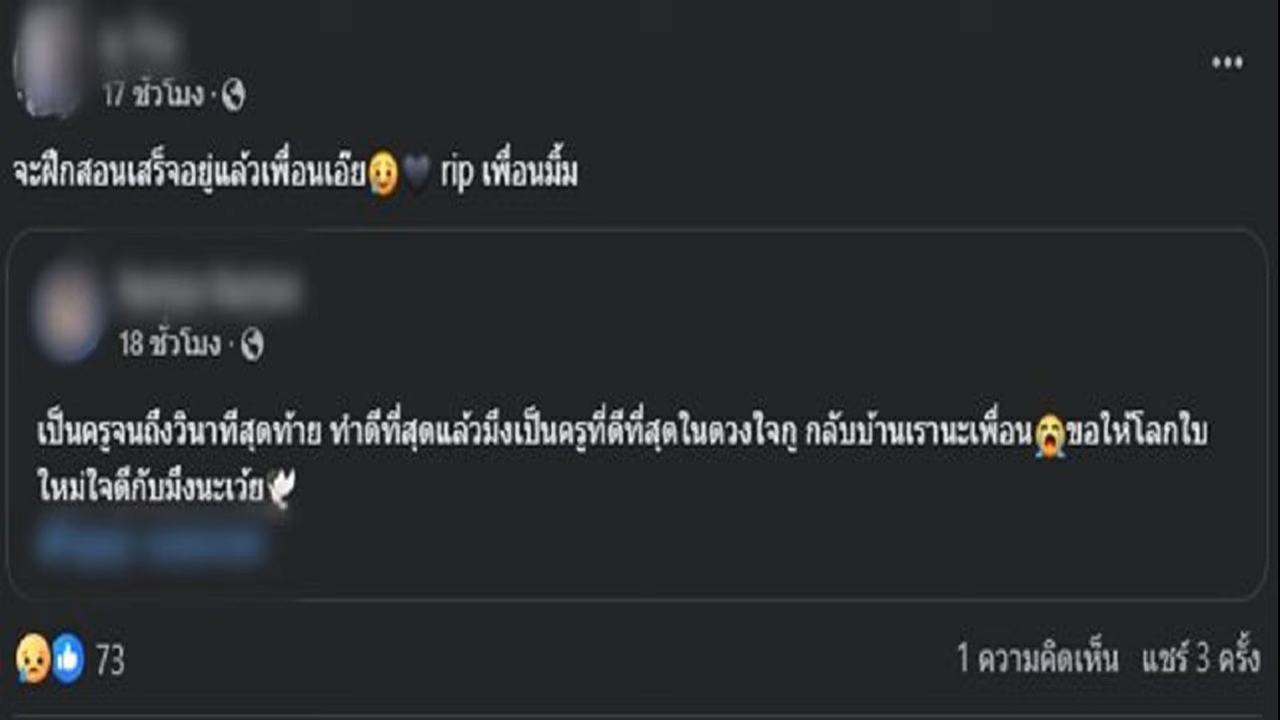 17 ชั่วโมง ·
จะฝึกสอนเสร็จอยู่แล้วเพื่อนเอ๊ย😢🖤 rip เพื่อนมิ้ม
18 ชั่วโมง ·
เป็นครูจนถึงวินาทีสุดท้าย ทำดีที่สุดแล้วมึงเป็นครูที่ดีที่สุดในดวงใจกู กลับบ้านเรานะเพื่อน😭ขอให้โลกใบ
ใหม่ใจดีกับมึงนะเว้ย🕊️
73
1 ความคิดเห็น แชร์ 3 ครั้ง